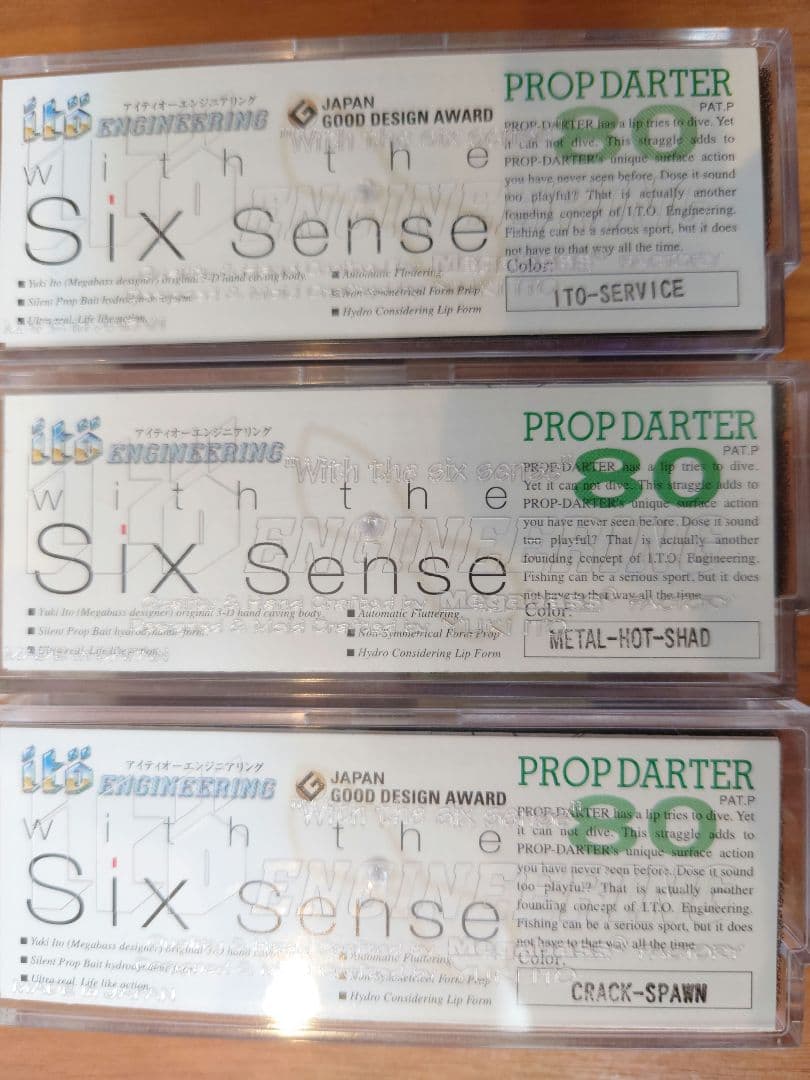 itö アイティオーエンジニアリング
ENGINEERING
JAPAN
GOOD DESIGN AWARD
with the
Six Sense
Yuki Ito (Megabass designer) original 3-D hand caving body.
Silent Prop Bait hydrodynamic form.
Ultra real. Life like action.
Automatic Fluttering
Non-Symmetrical Form Prop
Hydro Considering Lip Form
PROP DARTER
80
PAT.P
PROP-DARTER has a lip tries to dive. Yet
it can not dive. This straggle adds to
PROP-DARTER's unique surface action
you have never seen before. Dose it sound
too playful? That is actually another
founding concept of I.T.O. Engineering.
Fishing can be a serious sport, but it does
not have to that way all the time.
Color:
ITO-SERVICE
itö アイティオーエンジニアリング
ENGINEERING
"With the six sense"
with the
Six Sense
ENGINEERING
Yuki Ito (Megabass designer) original 3-D hand caving body
Silent Prop Bait hydrodynamic form.
Ultra real. Life like action.
Automatic Fluttering
Non-Symmetrical Form Prop
Hydro Considering Lip Form
PROP DARTER
80
PAT.P
PROP-DARTER has a lip tries to dive.
Yet it can not dive. This straggle adds to
PROP-DARTER's unique surface action
you have never seen before. Dose it sound
too playful? That is actually another
founding concept of I.T.O. Engineering.
Fishing can be a serious sport, but it does
not have to that way all the time.
Color:
METAL-HOT-SHAD
itö アイティオーエンジニアリング
ENGINEERING
JAPAN
GOOD DESIGN AWARD
with the
Six Sense
Yuki Ito (Megabass designer) original 3-D hand caving body
Silent Prop Bait hydrodynamic form.
Ultra real. Life like action.
Automatic Fluttering
Non-Symmetrical Form Prop
Hydro Considering Lip Form
PROP DARTER
80
PAT.P
PROP-DARTER has a lip tries to dive. Yet
it can not dive. This straggle adds to
PROP-DARTER's unique surface action
you have never seen before. Dose it sound
too playful? That is actually another
founding concept of I.T.O. Engineering.
Fishing can be a serious sport, but it does
not have to that way all the time.
Color:
CRACK-SPAWN